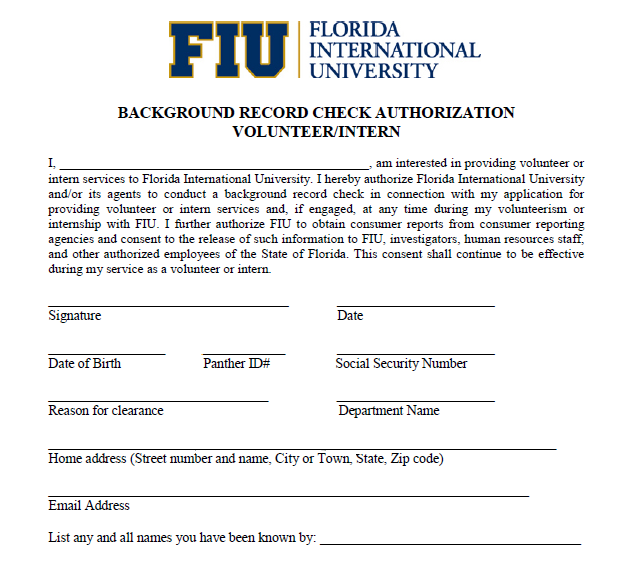 FIU FLORIDA
INTERNATIONAL
UNIVERSITY
BACKGROUND RECORD CHECK AUTHORIZATION
VOLUNTEER/INTERN
I, ________________________________________________, am interested in providing volunteer or
intern services to Florida International University. I hereby authorize Florida International University
and/or its agents to conduct a background record check in connection with my application for
providing volunteer or intern services and, if engaged, at any time during my volunteerism or
internship with FIU. I further authorize FIU to obtain consumer reports from consumer reporting
agencies and consent to the release of such information to FIU, investigators, human resources staff,
and other authorized employees of the State of Florida. This consent shall continue to be effective
during my service as a volunteer or intern.
Signature Date
Date of Birth Panther ID# Social Security Number
Reason for clearance Department Name
Home address (Street number and name, City or Town, State, Zip code)
Email Address
List any and all names you have been known by: ________________________________________